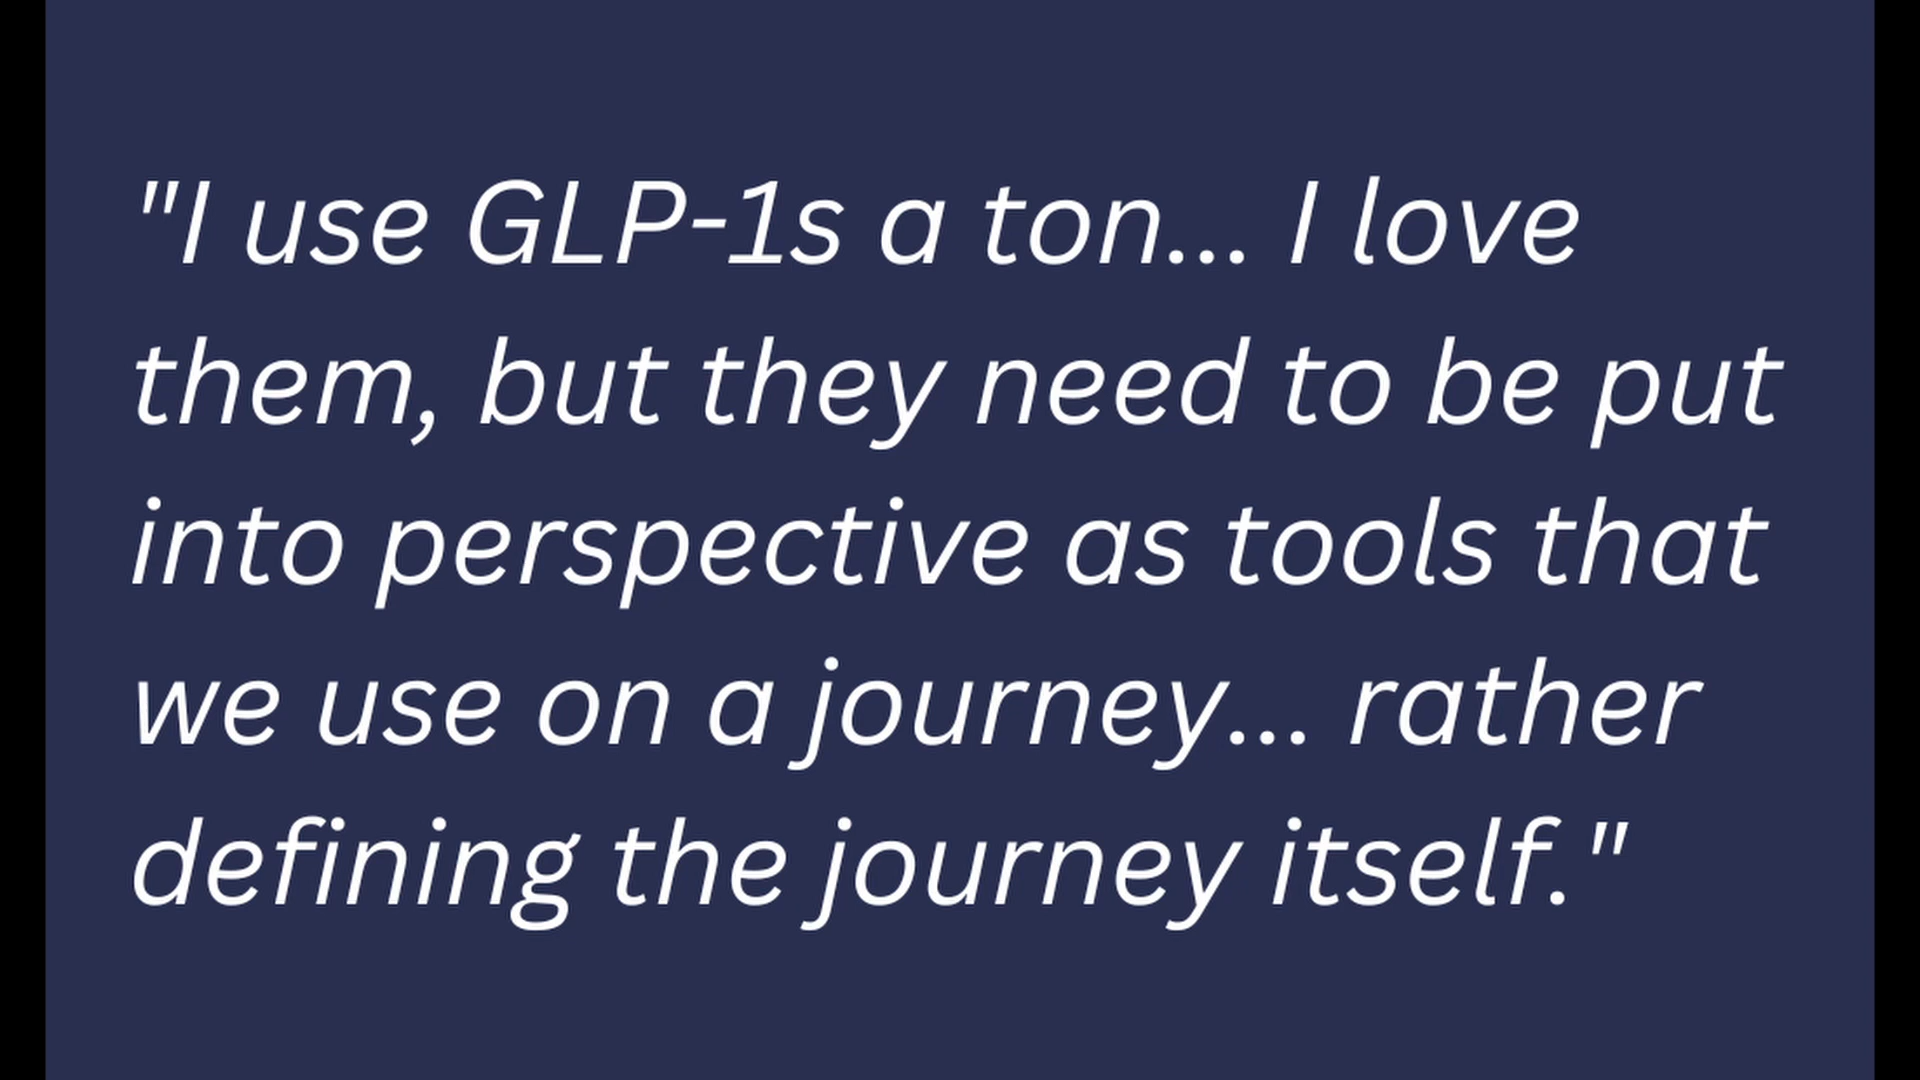 "I use GLP-1s a ton... I love
them, but they need to be put
into perspective as tools that
we use on a journey... rather
defining the journey itself."